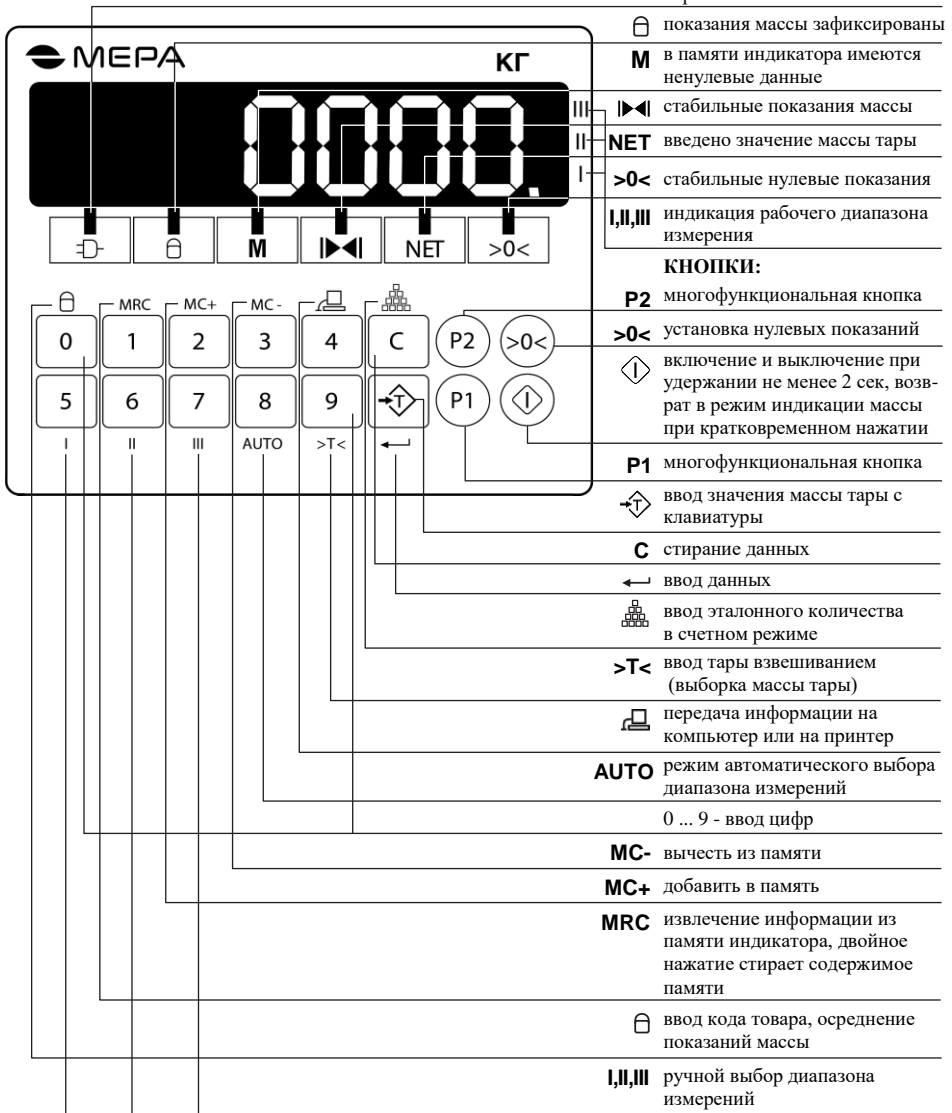 показания массы зафиксированы
МЕРА
КГ
M в памяти индикатора имеются
ненулевые данные
0000.
III
II
I
стабильные показания массы
NET введено значение массы тары
>0< стабильные нулевые показания
I,II,III индикация рабочего диапазона
измерения
M NET >0<
КНОПКИ:
P2 многофункциональная кнопка
>0< установка нулевых показаний
включение и выключение при
удержании не менее 2 сек, возв-
рат в режим индикации массы
при кратковременном нажатии
P1 многофункциональная кнопка
MRC MC+ MC-
0 1 2 3 4 C P2 >0<
5 6 7 8 9 T P1
I II III AUTO >T<
T ввод значения массы тары с
клавиатуры
C стирание данных
ввод данных
ввод эталонного количества
в счетном режиме
>T< ввод тары взвешиванием
(выборка массы тары)
передача информации на
компьютер или на принтер
AUTO режим автоматического выбора
диапазона измерений
0 ... 9 - ввод цифр
MC- вычесть из памяти
MC+ добавить в память
MRC извлечение информации из
памяти индикатора, двойное
нажатие стирает содержимое
памяти
ввод кода товара, осреднение
показаний массы
I,II,III ручной выбор диапазона
измерений